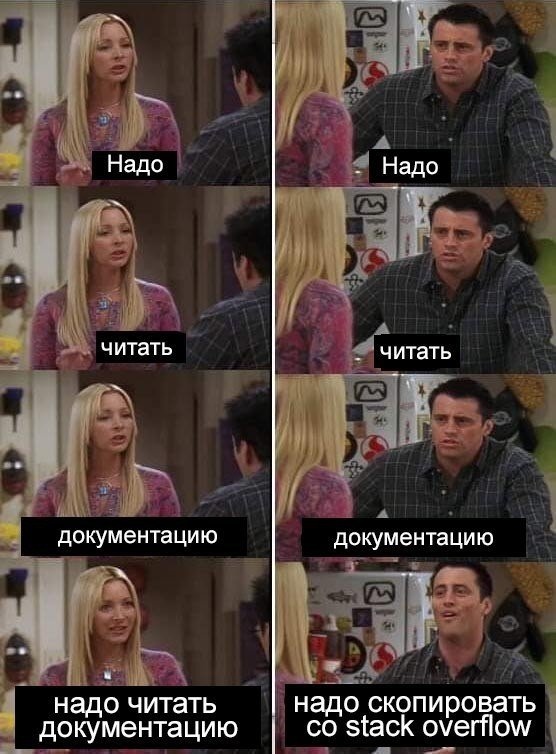 Надо
Надо
читать
читать
документацию
документацию
надо читать
документацию
надо скопировать
со stack overflow